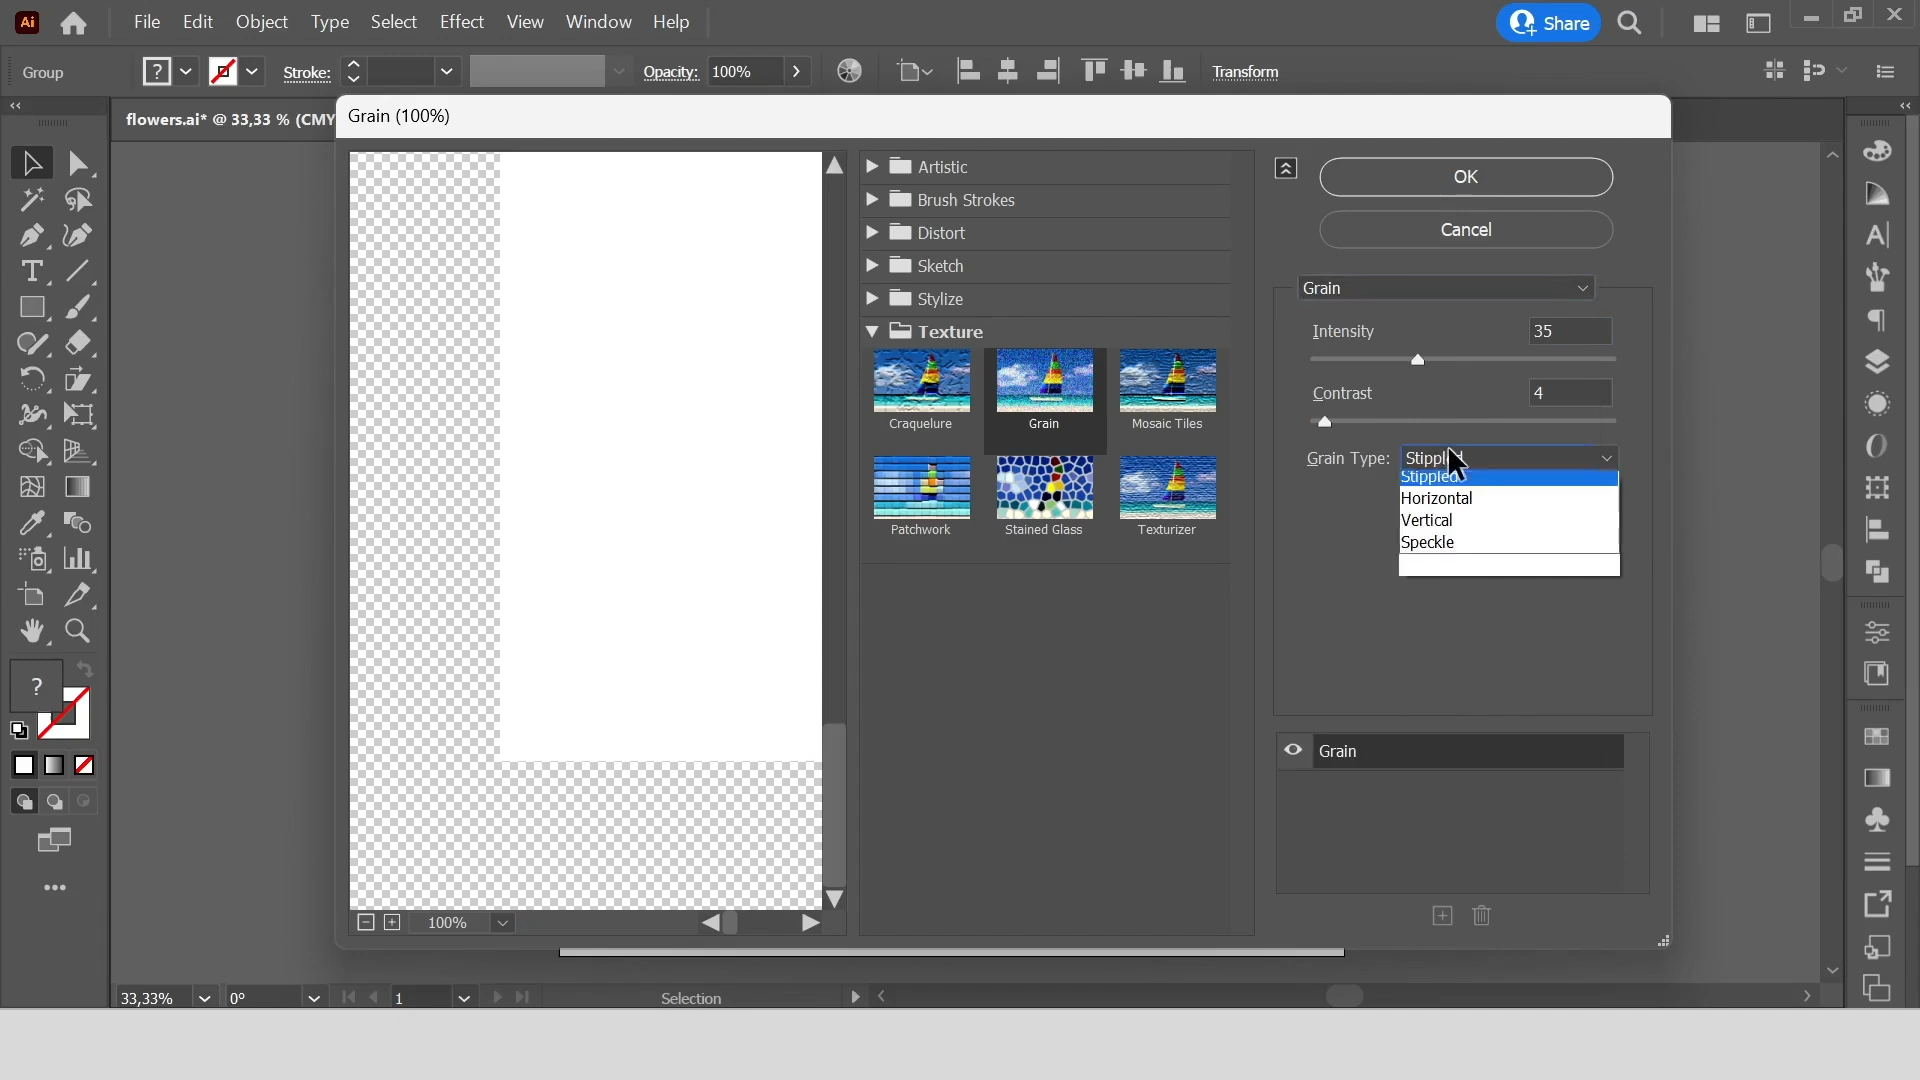 Ai File Edit Object Type Select Effect View Window Help Share
Group ? Stroke: Opacity: 100% Transform
flowers.ai* @ 33,33 % (CMY
Grain (100%)
Artistic
Brush Strokes
Distort
Sketch
Stylize
Texture
Craquelure Grain Mosaic Tiles
Patchwork Stained Glass Texturizer
OK
Cancel
Grain
Intensity 35
Contrast 4
Grain Type: Stippled
Stippled
Horizontal
Vertical
Speckle
Grain
?
100%
33,33% 0° 1 Selection